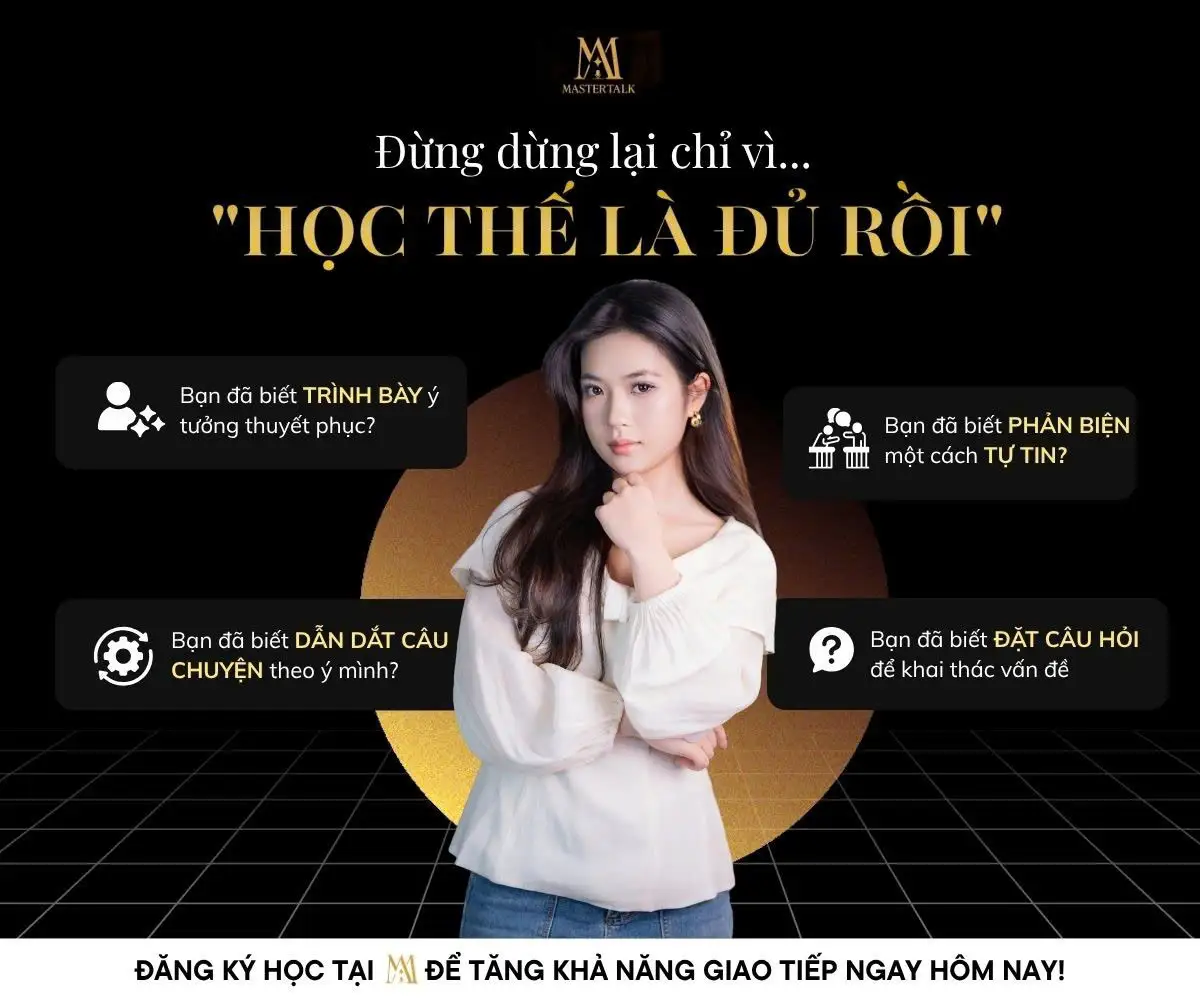 MASTERTALK
Đừng dừng lại chỉ vì...
"HỌC THẾ LÀ ĐỦ RỒI"
Bạn đã biết TRÌNH BÀY ý
tưởng thuyết phục?
Bạn đã biết PHẢN BIỆN
một cách TỰ TIN?
Bạn đã biết DẪN DẮT CÂU
CHUYỆN theo ý mình?
Bạn đã biết ĐẶT CÂU HỎI
để khai thác vấn đề
ĐĂNG KÝ HỌC TẠI ĐỂ TĂNG KHẢ NĂNG GIAO TIẾP NGAY HÔM NAY!